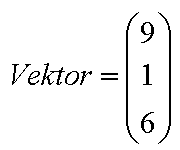 Vektor = (9
1
6)